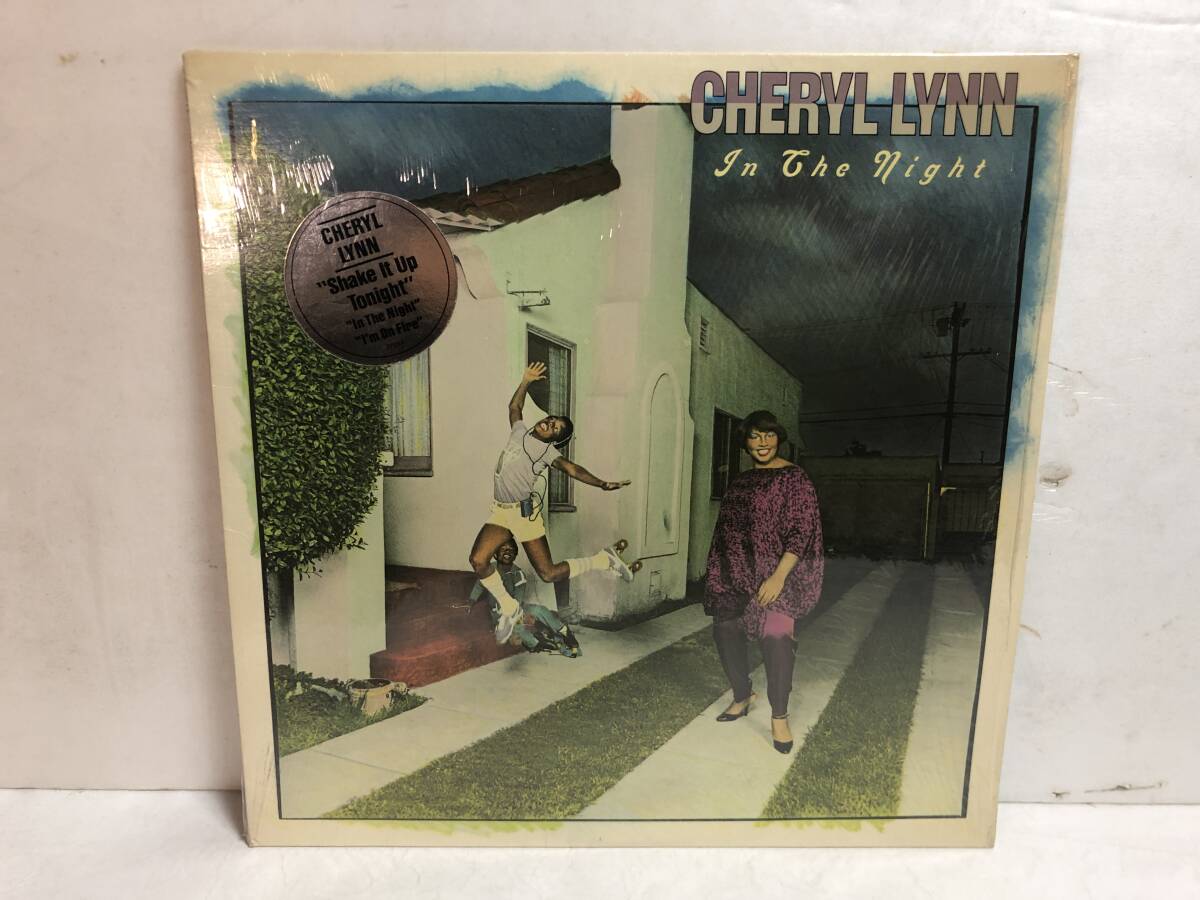 CHERYL LYNN
In The Night
CHERYL
LYNN
"Shake It Up
Tonight"
"In The Night"
"I'm On Fire"